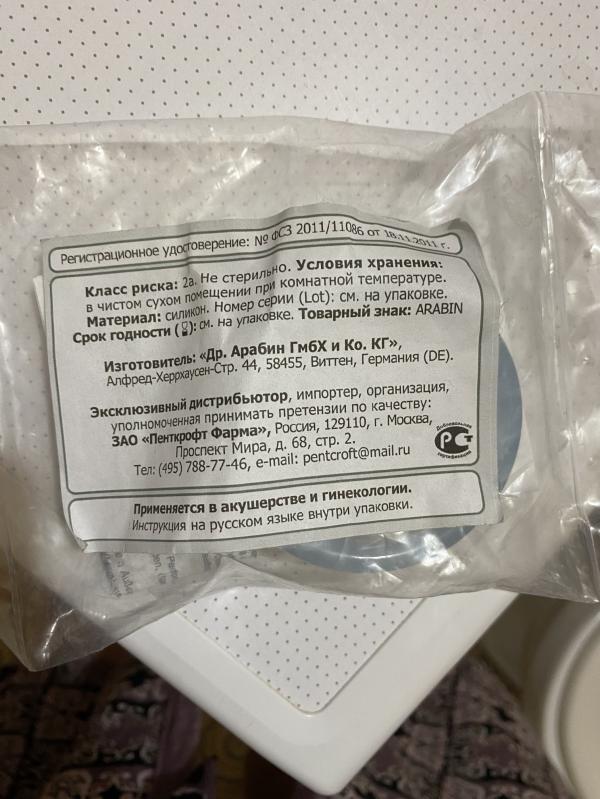 Регистрационное удостоверение: № ФСЗ 2011/11086 от 18.11.2011 г.
Класс риска: 2а. Не стерильно. Условия хранения:
в чистом сухом помещении при комнатной температуре.
Материал: силикон. Номер серии (Lot): см. на упаковке.
Срок годности (⌛): см. на упаковке. Товарный знак: ARABIN
Изготовитель: «Др. Арабин ГмбХ и Ко. КГ»,
Алфред-Херрхаусен-Стр. 44, 58455, Виттен, Германия (DE).
Эксклюзивный дистрибьютор, импортер, организация,
уполномоченная принимать претензии по качеству:
ЗАО «Пенткрофт Фарма», Россия, 129110, г. Москва,
Проспект Мира, д. 68, стр. 2.
Тел: (495) 788-77-46, e-mail: pentcroft@mail.ru
Добровольная
РСТ
сертификация
Применяется в акушерстве и гинекологии.
Инструкция на русском языке внутри упаковки.